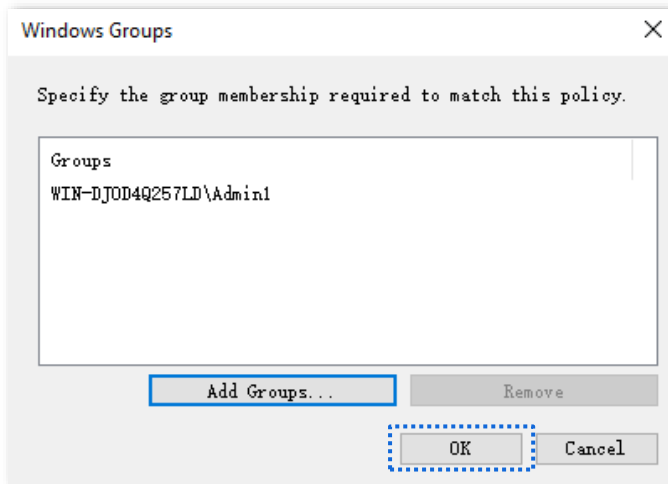 Windows Groups
Specify the group membership required to match this policy.
Groups
WIN-DJOD4Q257LD\Admin1
Add Groups...
Remove
OK
Cancel